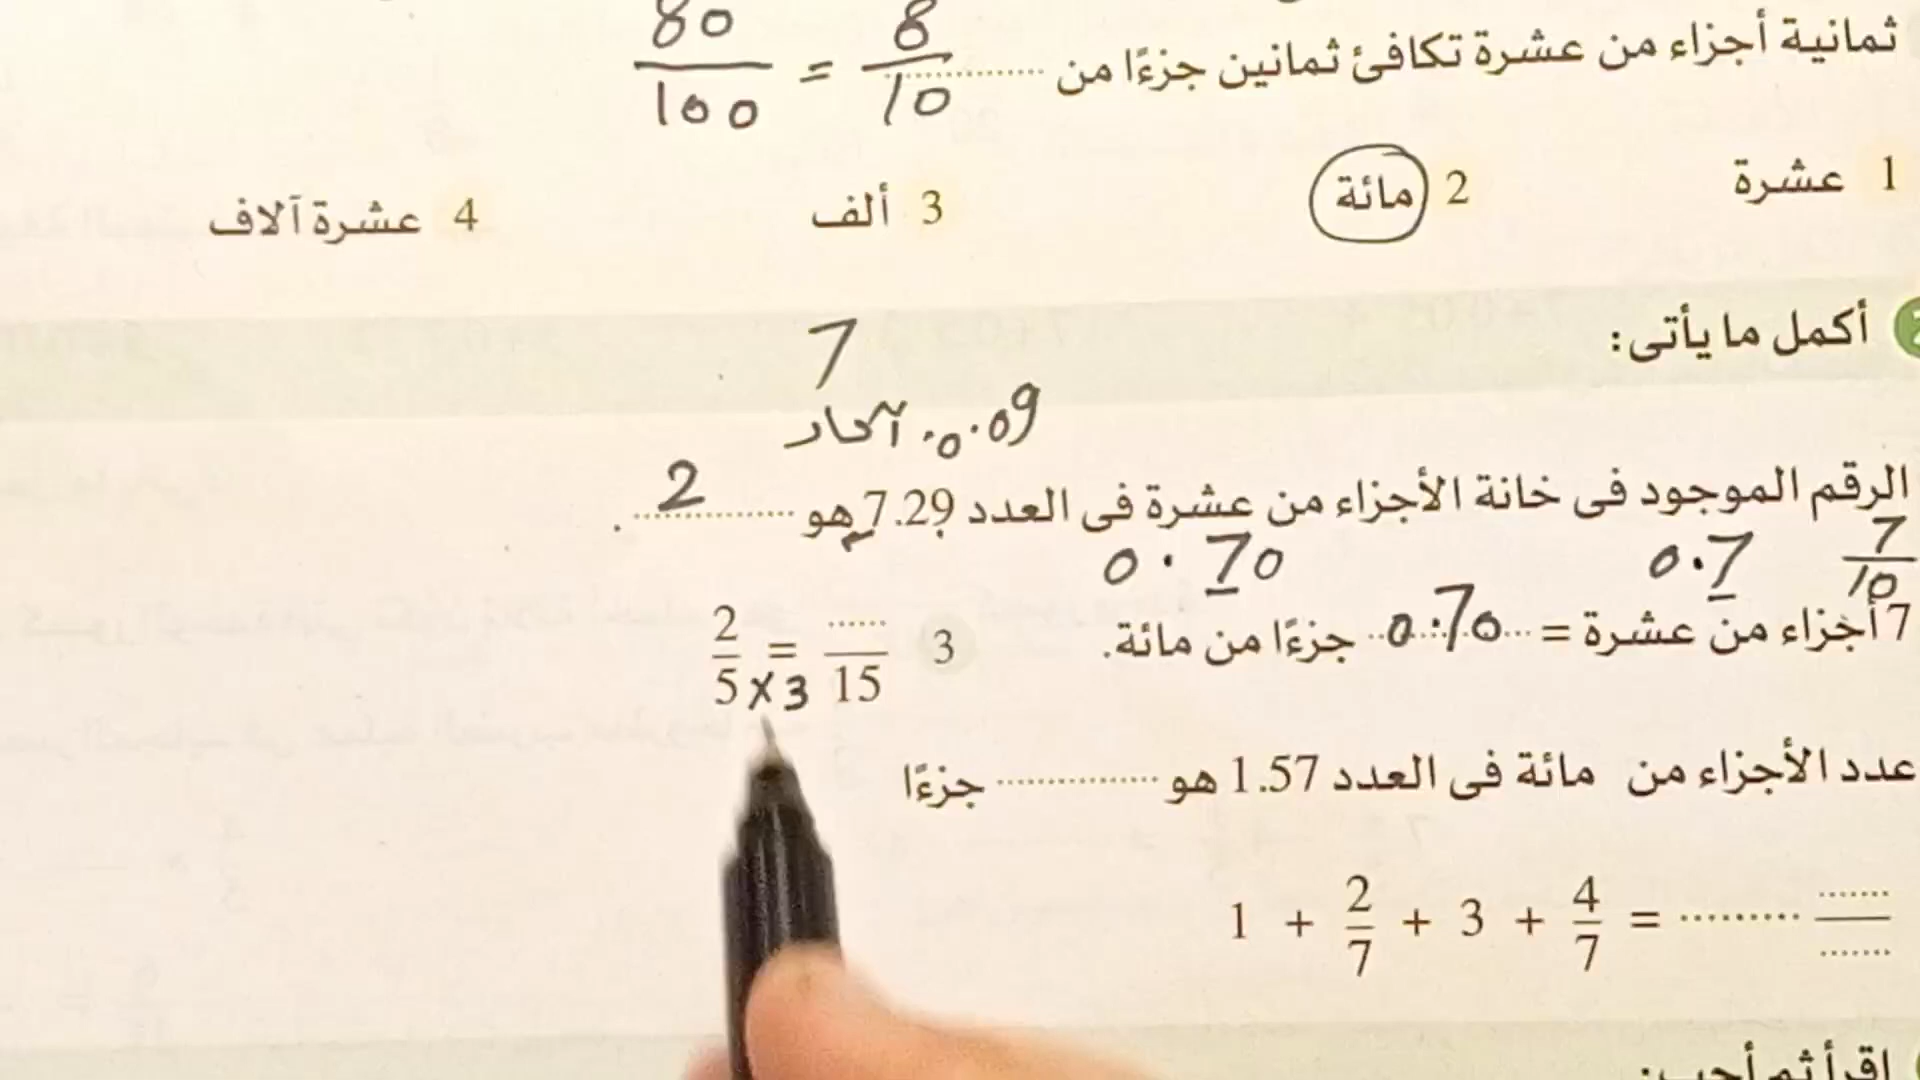 80/100 = 8/10
ثمانية أجزاء من عشرة تكافئ ثمانين جزءًا من ..........
1 عشرة 2 مائة 3 ألف 4 عشرة آلاف
أكمل ما يأتى:
7
0.09 آحاد
الرقم الموجود فى خانة الأجزاء من عشرة فى العدد 7.29 هو 2 .
7/10 0.7 0.70
7 أجزاء من عشرة = 0.70 جزءًا من مائة.
3 2/5 = ....../15
×3
عدد الأجزاء من مائة فى العدد 1.57 هو .......... جزءًا
1 + 2/7 + 3 + 4/7 = .......... ....../......
اقرأ ثم أجب: